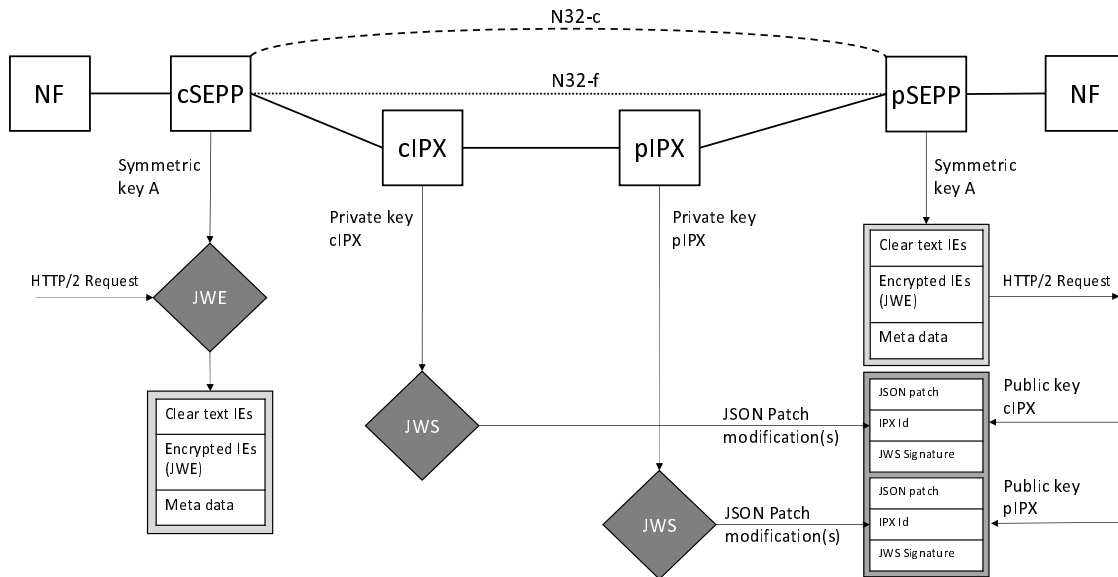 N32-c
N32-f
NF
cSEPP
pSEPP
NF
cIPX
pIPX
Symmetric
key A
Private key
cIPX
Private key
pIPX
Symmetric
key A
HTTP/2 Request
JWE
Clear text IEs
Encrypted IEs
(JWE)
Meta data
HTTP/2 Request
Clear text IEs
Encrypted IEs
(JWE)
Meta data
JWS
JSON Patch
modification(s)
JSON patch
IPX Id
JWS Signature
Public key
cIPX
JWS
JSON Patch
modification(s)
JSON patch
IPX Id
JWS Signature
Public key
pIPX